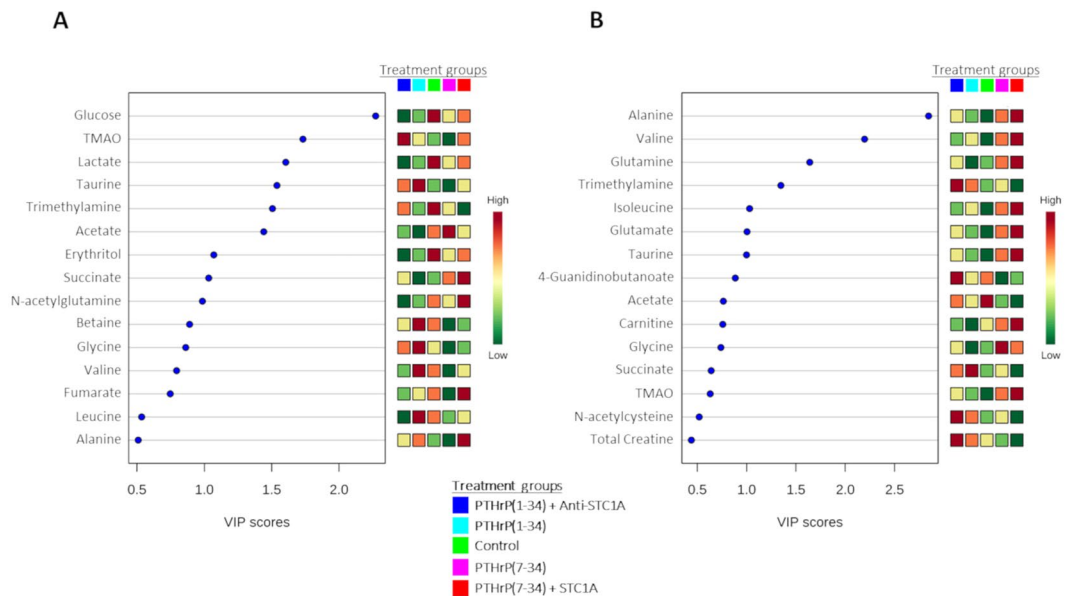 A
Treatment groups
Glucose
TMAO
Lactate
Taurine
Trimethylamine
Acetate
Erythritol
Succinate
N-acetylglutamine
Betaine
Glycine
Valine
Fumarate
Leucine
Alanine
High
Low
0.5 1.0 1.5 2.0
VIP scores
B
Treatment groups
Alanine
Valine
Glutamine
Trimethylamine
Isoleucine
Glutamate
Taurine
4-Guanidinobutanoate
Acetate
Carnitine
Glycine
Succinate
TMAO
N-acetylcysteine
Total Creatine
High
Low
0.5 1.0 1.5 2.0 2.5
VIP scores
Treatment groups
PTHrP(1-34) + Anti-STC1A
PTHrP(1-34)
Control
PTHrP(7-34)
PTHrP(7-34) + STC1A